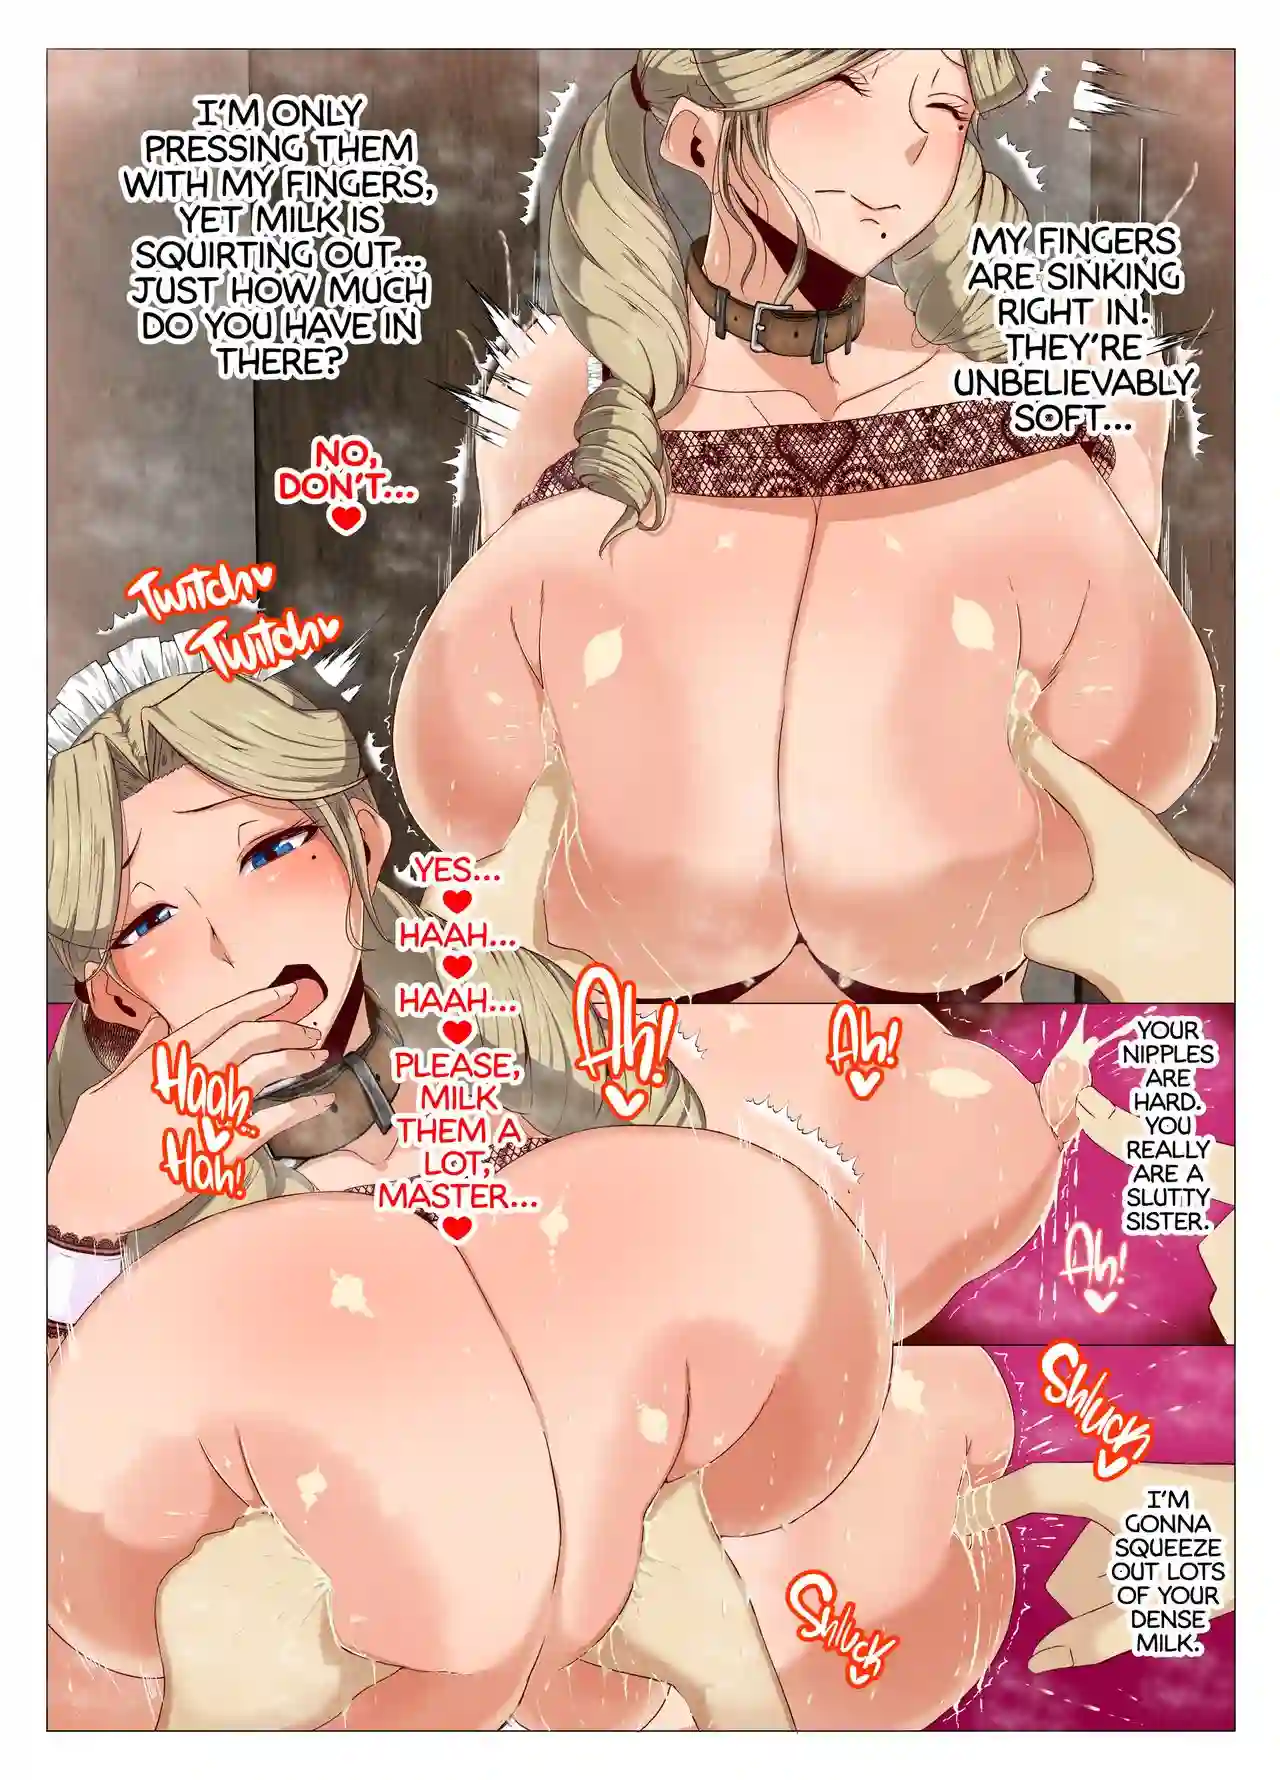 I'M ONLY
PRESSING THEM
WITH MY FINGERS,
YET MILK IS
SQUIRTING OUT...
JUST HOW MUCH
DO YOU HAVE IN
THERE?
MY FINGERS
ARE SINKING
RIGHT IN.
THEY'RE
UNBELIEVABLY
SOFT...
NO,
DON'T...
Twitch
Twitch
YES...
HAAH...
HAAH...
PLEASE,
MILK
THEM A
LOT,
MASTER...
Haah...
Hah!
Ah!
Ah!
YOUR
NIPPLES
ARE
HARD.
YOU
REALLY
ARE A
SLUTTY
SISTER.
Ah!
Shluck
I'M
GONNA
SQUEEZE
OUT LOTS
OF YOUR
DENSE
MILK.
Shluck